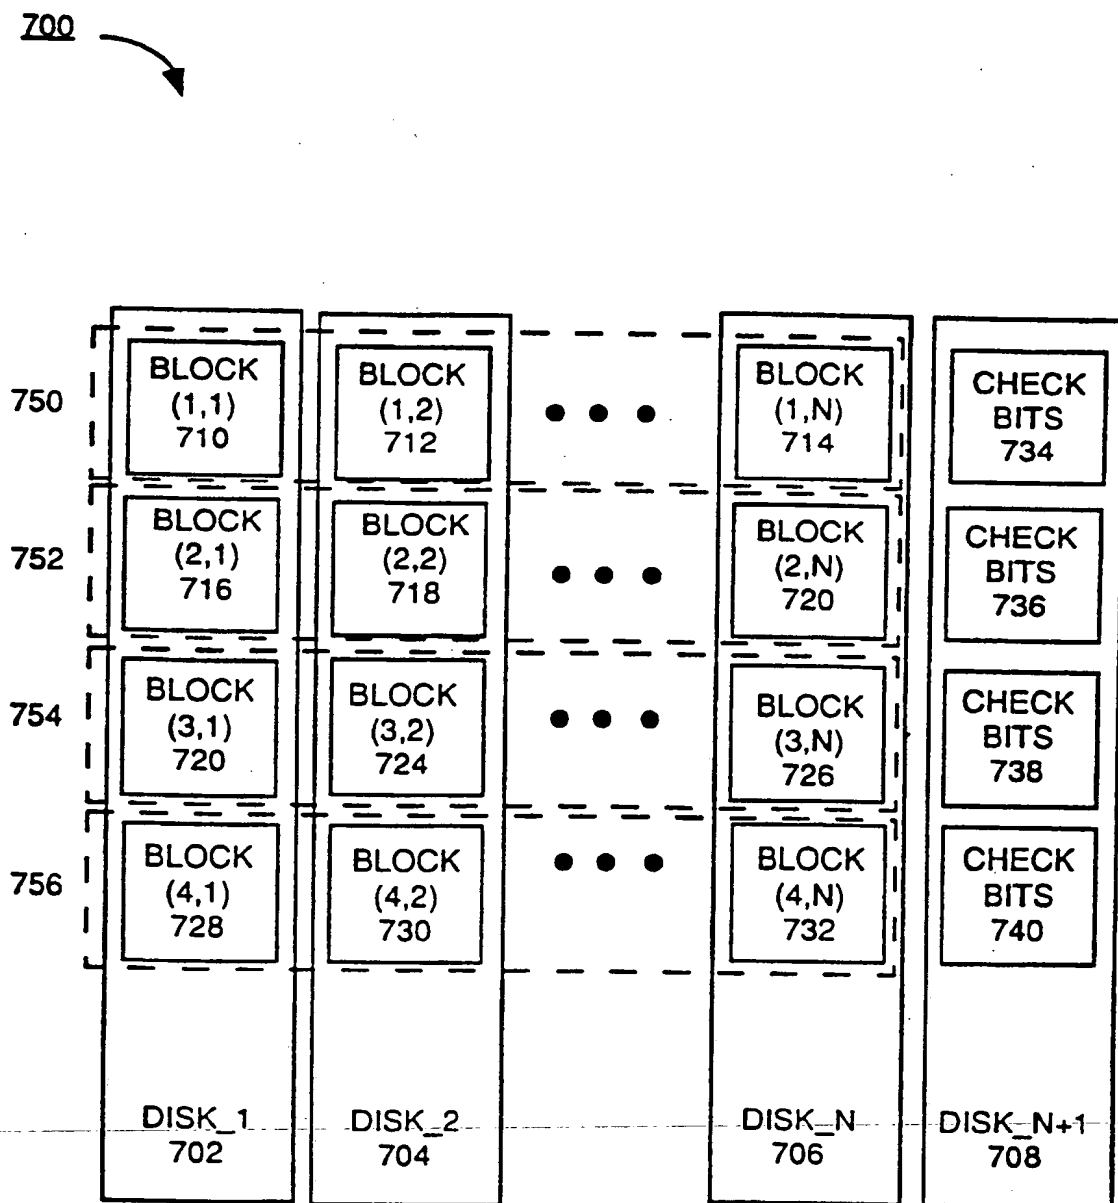 700
750
BLOCK
(1,1)
710
BLOCK
(1,2)
712
BLOCK
(1,N)
714
CHECK
BITS
734
752
BLOCK
(2,1)
716
BLOCK
(2,2)
718
BLOCK
(2,N)
720
CHECK
BITS
736
754
BLOCK
(3,1)
720
BLOCK
(3,2)
724
BLOCK
(3,N)
726
CHECK
BITS
738
756
BLOCK
(4,1)
728
BLOCK
(4,2)
730
BLOCK
(4,N)
732
CHECK
BITS
740
DISK_1
702
DISK_2
704
DISK_N
706
DISK_N+1
708